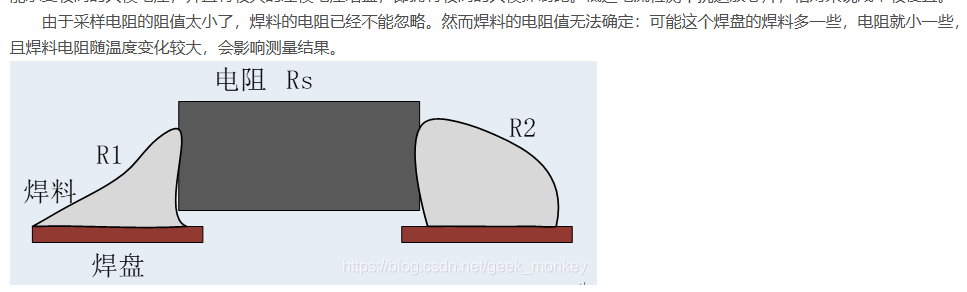 由于采样电阻的阻值太小了，焊料的电阻已经不能忽略。然而焊料的电阻值无法确定：可能这个焊盘的焊料多一些，电阻就小一些，
且焊料电阻随温度变化较大，会影响测量结果。
电阻 Rs
R1
R2
焊料
焊盘
https://blog.csdn.net/geek_monkey